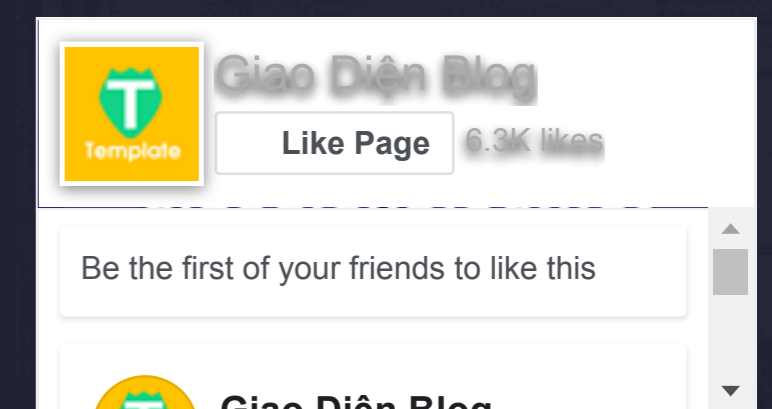 Giao Diện Blog
T
Template
Like Page
6.3K likes
Be the first of your friends to like this
Giao Diện Blog